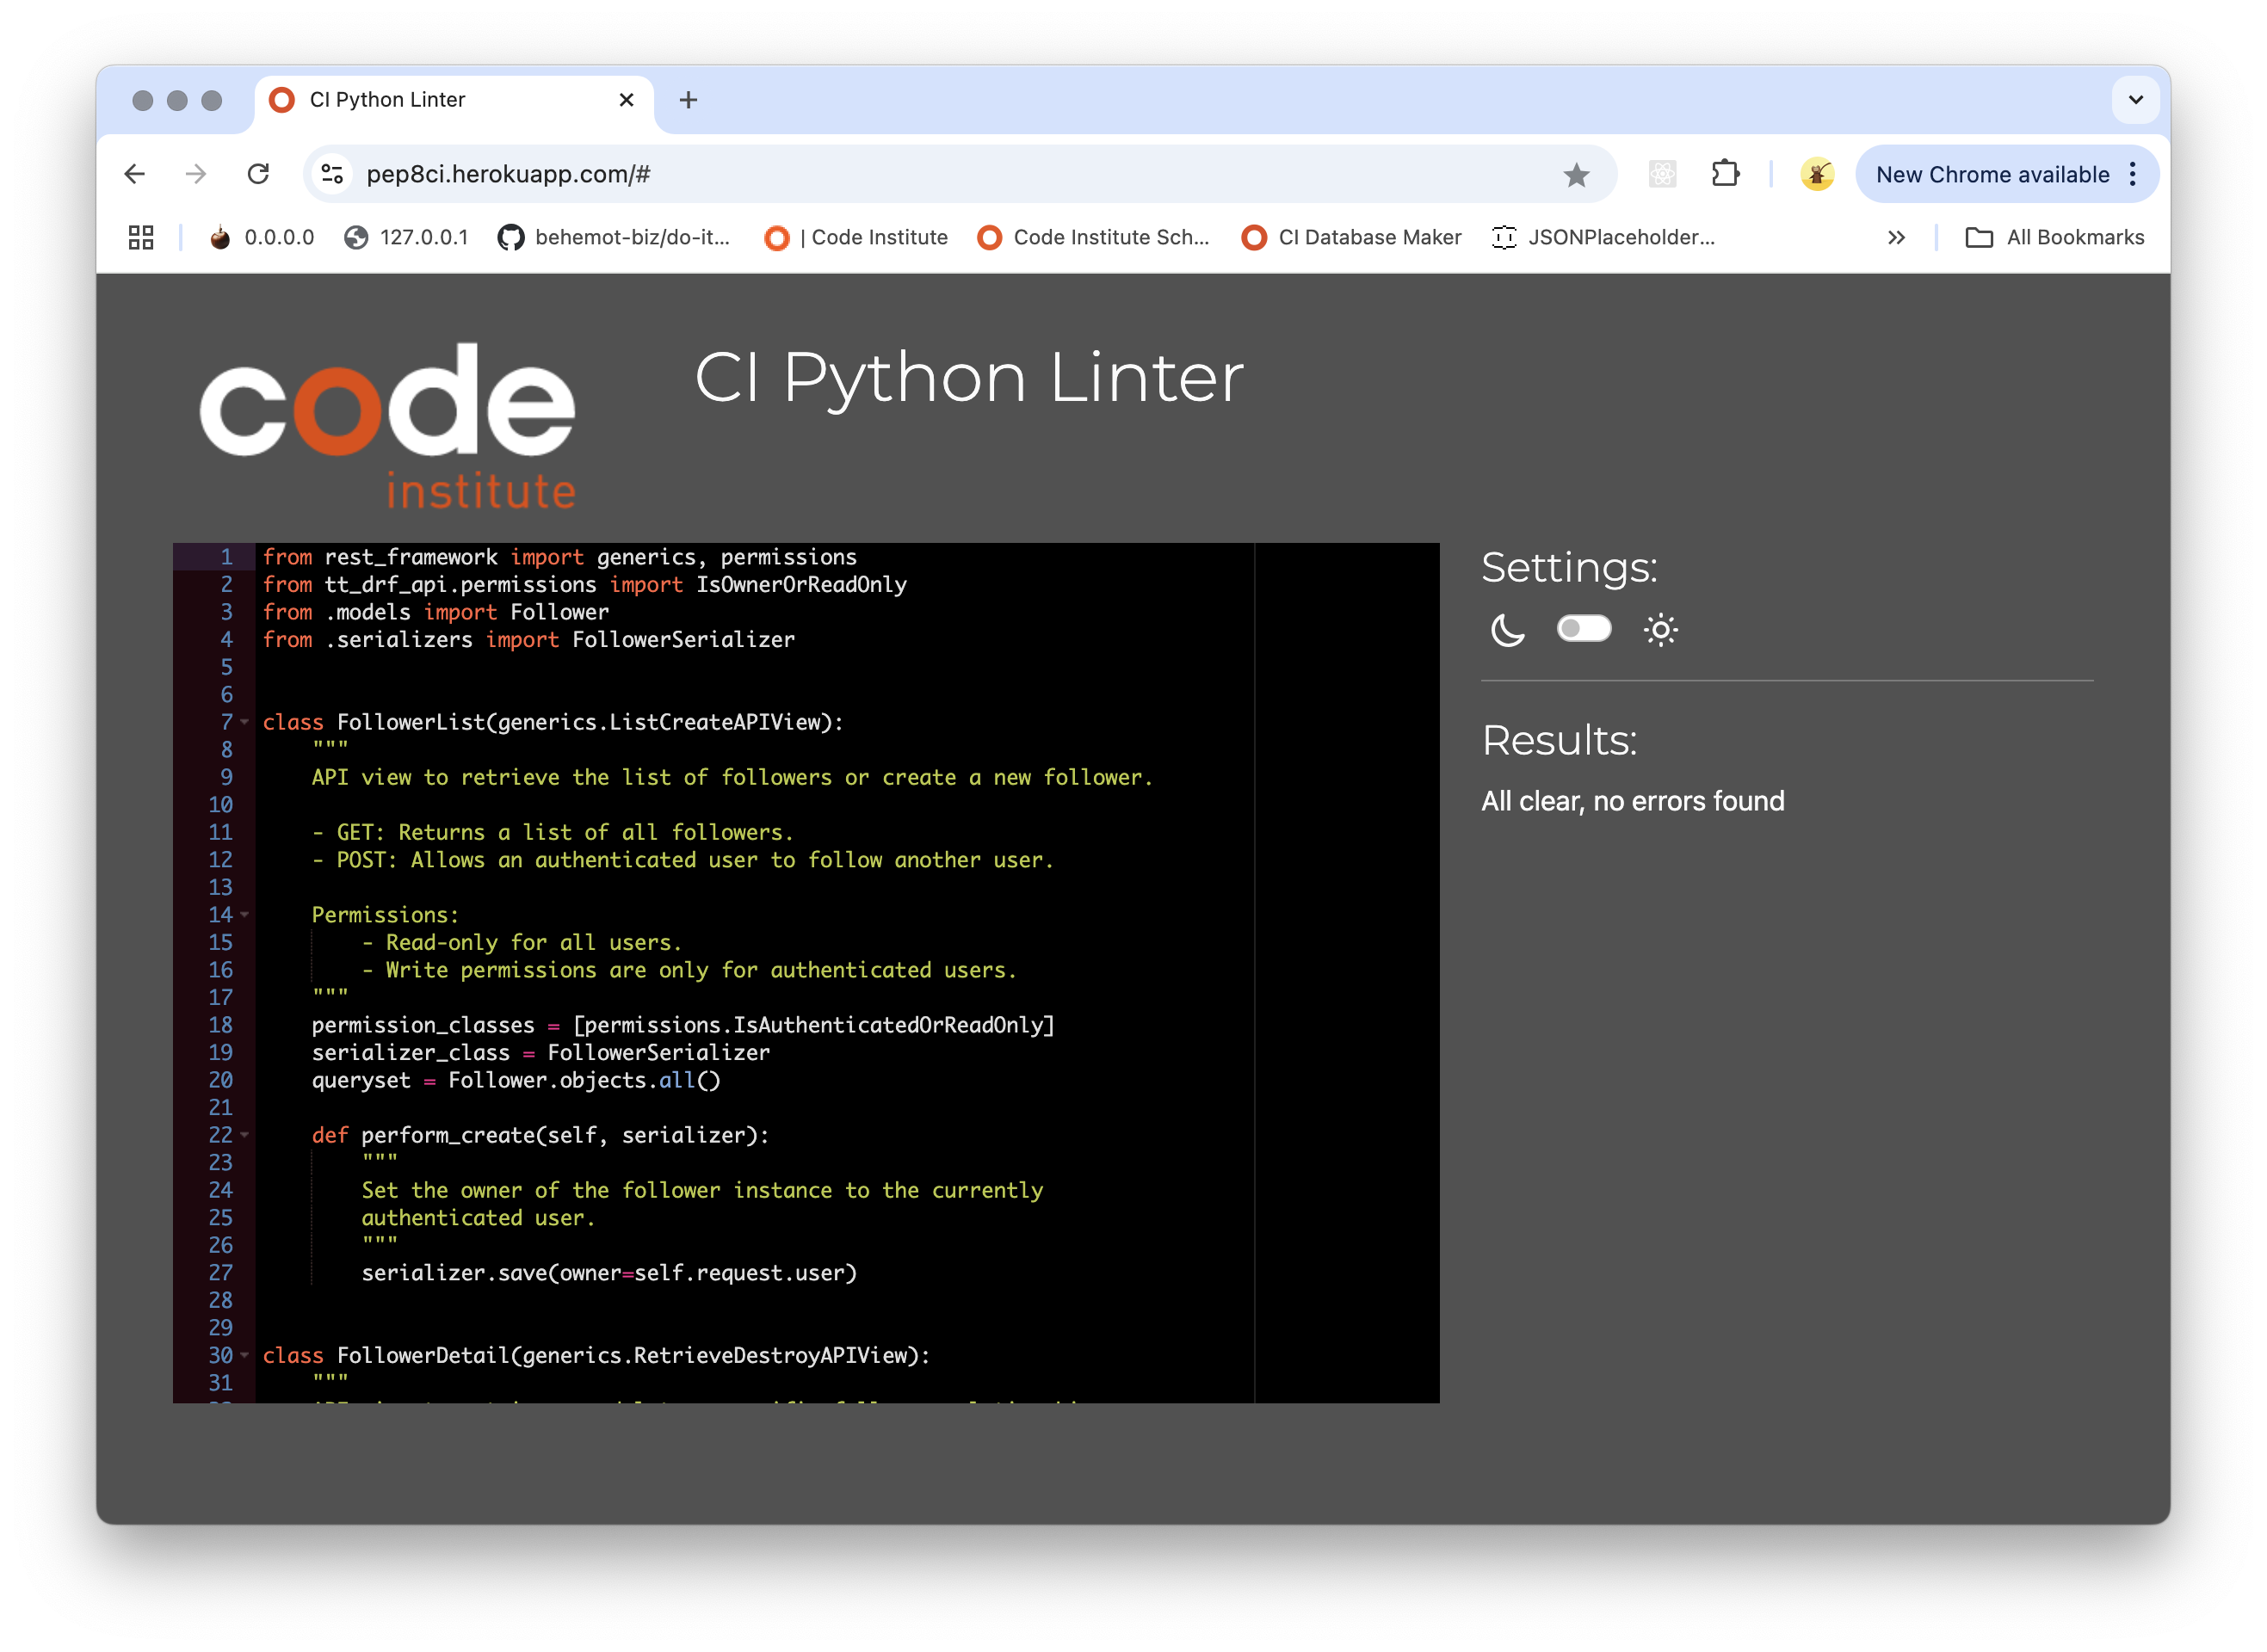 CI Python Linter
pep8ci.herokuapp.com/#
New Chrome available
0.0.0.0
127.0.0.1
behemot-biz/do-it...
| Code Institute
Code Institute Sch...
CI Database Maker
JSONPlaceholder...
All Bookmarks
code
institute
CI Python Linter
1 from rest_framework import generics, permissions
2 from tt_drf_api.permissions import IsOwnerOrReadOnly
3 from .models import Follower
4 from .serializers import FollowerSerializer
5
6
7 class FollowerList(generics.ListCreateAPIView):
8     """
9     API view to retrieve the list of followers or create a new follower.
10
11     - GET: Returns a list of all followers.
12     - POST: Allows an authenticated user to follow another user.
13
14     Permissions:
15         - Read-only for all users.
16         - Write permissions are only for authenticated users.
17     """
18     permission_classes = [permissions.IsAuthenticatedOrReadOnly]
19     serializer_class = FollowerSerializer
20     queryset = Follower.objects.all()
21
22     def perform_create(self, serializer):
23         """
24         Set the owner of the follower instance to the currently
25         authenticated user.
26         """
27         serializer.save(owner=self.request.user)
28
29
30 class FollowerDetail(generics.RetrieveDestroyAPIView):
31     """
Settings:
Results:
All clear, no errors found